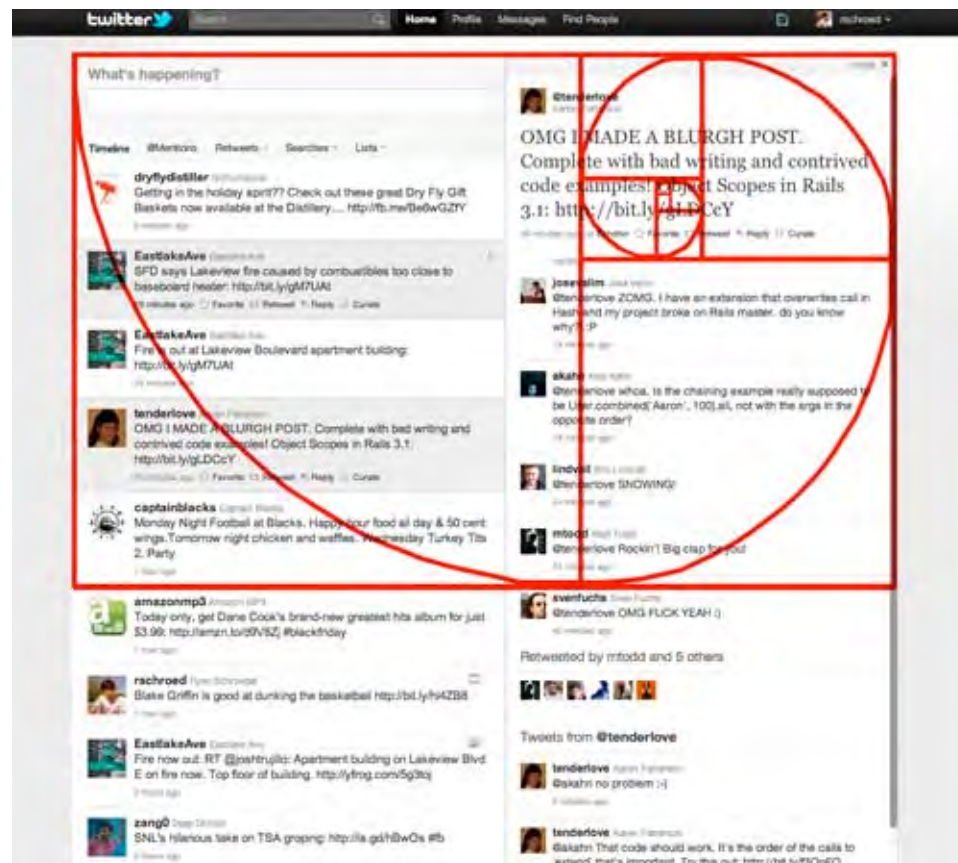 twitter
Search
Home Profile Messages Find People
rschroed
What's happening?
Timeline @Mentions Retweets Searches Lists
dryflydistiller
Getting in the holiday spirit?? Check out these great Dry Fly Gift
Baskets now available at the Distillery....
EastlakeAve
SFD says Lakeview fire caused by combustibles too close to
baseboard heater: http://bit.ly/gM7UAt
Favorite Retweet Reply Curate
EastlakeAve
Fire is out at Lakeview Boulevard apartment building:
http://bit.ly/gM7UAt
tenderlove
OMG I MADE A BLURGH POST. Complete with bad writing and
contrived code examples! Object Scopes in Rails 3.1:
http://bit.ly/gLDCcY
Favorite Retweet Reply Curate
captainblacks
Monday Night Football at Blacks. Happy hour food all day & 50 cent
wings.Tomorrow night chicken and waffles. Wednesday Turkey Tits
2. Party
amazonmp3
Today only, get Dane Cook's brand-new greatest hits album for just
$3.99: #blackfriday
rschroed
Blake Griffin is good at dunking the basketball
EastlakeAve
Fire now out: RT @joshtrujillo: Apartment building on Lakeview Blvd
E on fire now. Top floor of building.
zang0
SNL's hilarious take on TSA groping: #fb
@tenderlove
OMG I MADE A BLURGH POST.
Complete with bad writing and contrived
code examples! Object Scopes in Rails
3.1: http://bit.ly/gLDCcY
Favorite Retweet Reply Curate
josevalim
@tenderlove ZOMG. I have an extension that overwrites call in
Hash and my project broke on Rails master. do you know
why? :P
akahn
@tenderlove whoa. Is the chaining example really supposed to
be User.combined('Aaron', 100).all, not with the args in the
opposite order?
lindvall
@tenderlove SNOWING!
mtodd
@tenderlove Rockin'! Big clap for you!
svenfuchs
@tenderlove OMG FUCK YEAH :)
Retweeted by mtodd and 5 others
Tweets from @tenderlove
tenderlove
@akahn no problem :-)
tenderlove
@akahn That code should work. It's the order of the calls to